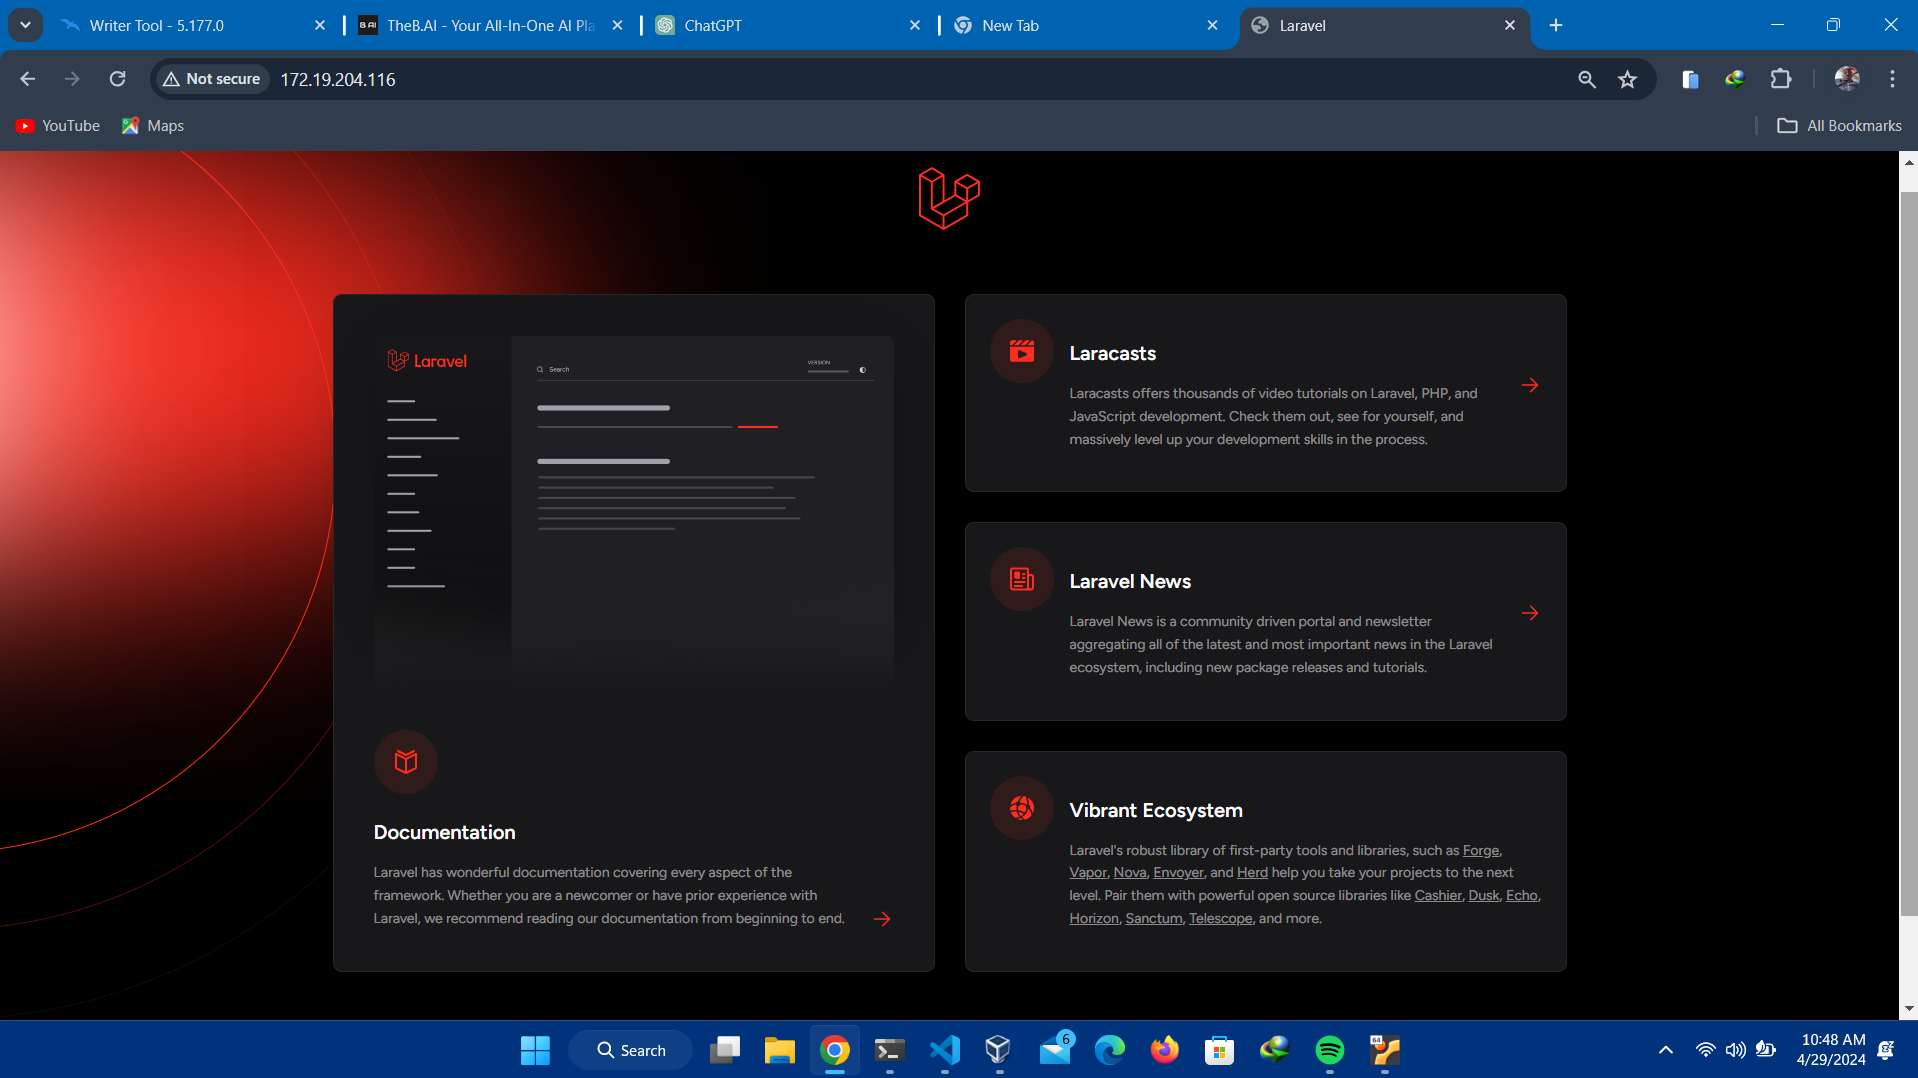 Writer Tool - 5.177.0
TheB.AI - Your All-In-One AI Pla
ChatGPT
New Tab
Laravel
Not secure
172.19.204.116
YouTube
Maps
All Bookmarks
Laravel
Search
VERSION
Documentation
Laravel has wonderful documentation covering every aspect of the
framework. Whether you are a newcomer or have prior experience with
Laravel, we recommend reading our documentation from beginning to end.
Laracasts
Laracasts offers thousands of video tutorials on Laravel, PHP, and
JavaScript development. Check them out, see for yourself, and
massively level up your development skills in the process.
Laravel News
Laravel News is a community driven portal and newsletter
aggregating all of the latest and most important news in the Laravel
ecosystem, including new package releases and tutorials.
Vibrant Ecosystem
Laravel's robust library of first-party tools and libraries, such as Forge,
Vapor, Nova, Envoyer, and Herd help you take your projects to the next
level. Pair them with powerful open source libraries like Cashier, Dusk, Echo,
Horizon, Sanctum, Telescope, and more.
Search
6
64
10:48 AM
4/29/2024